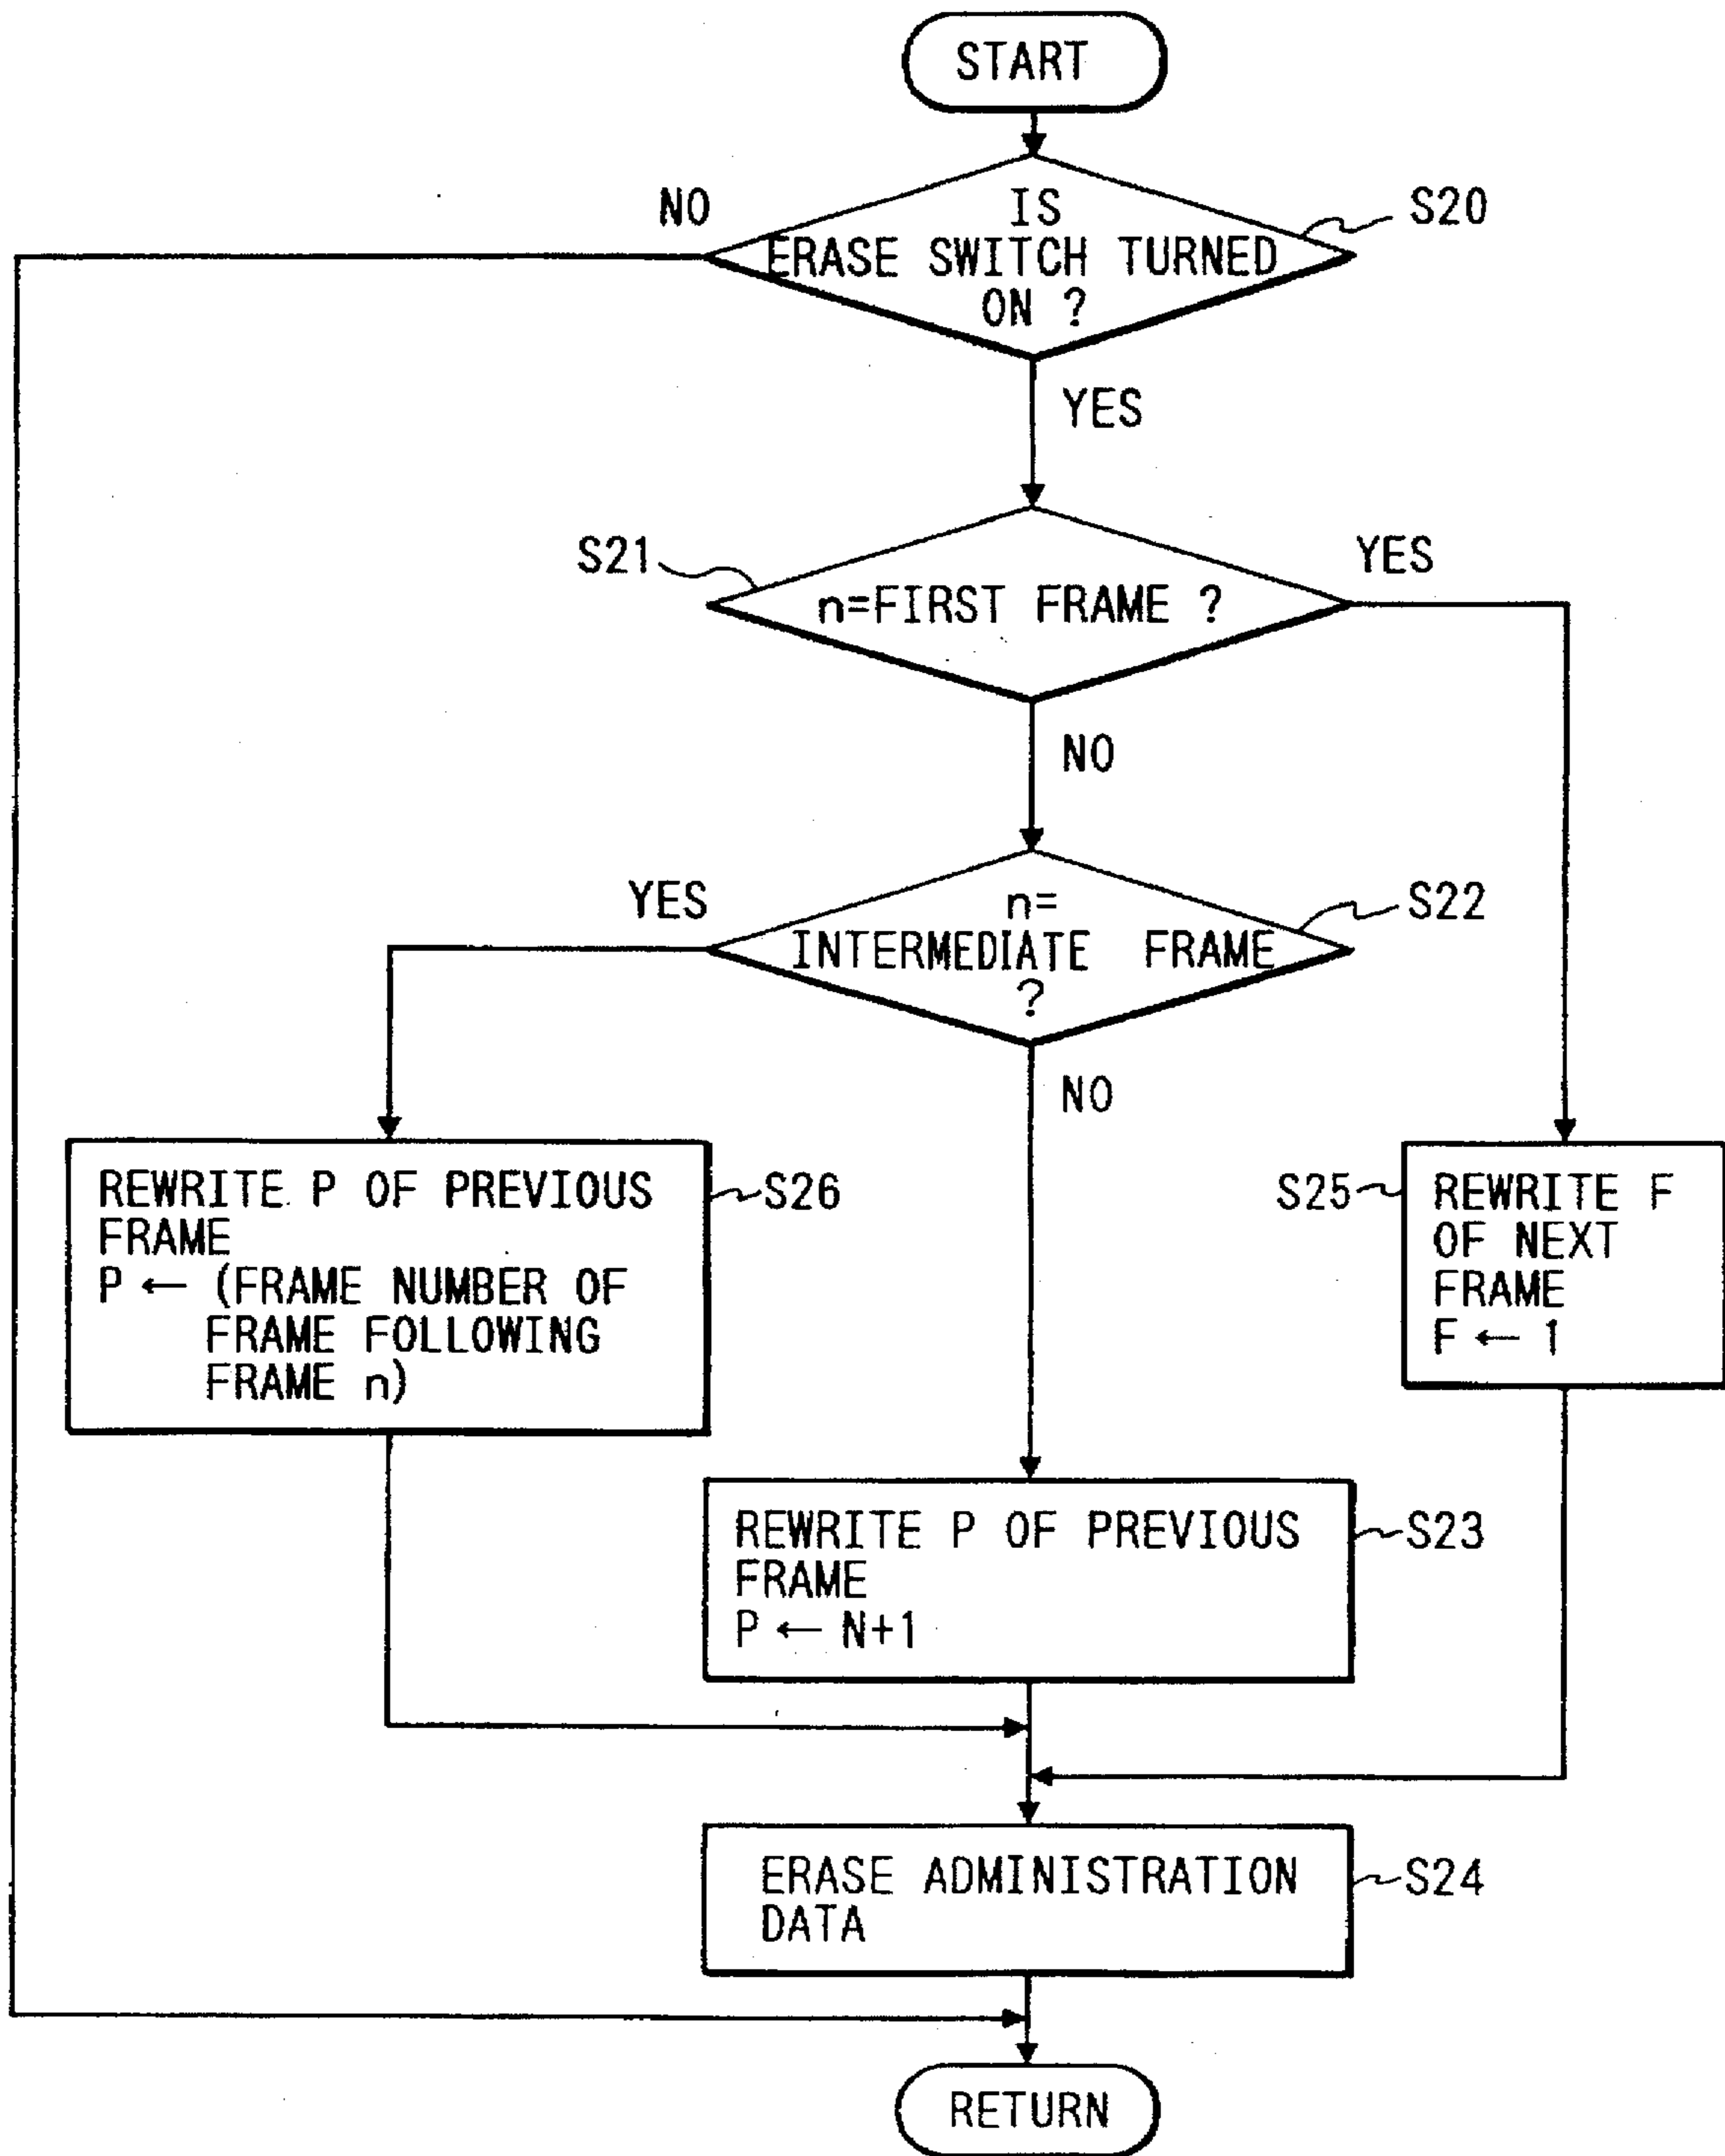 START
NO
IS
ERASE SWITCH TURNED
ON ?
S20
YES
S21
n=FIRST FRAME ?
YES
NO
YES
n=
INTERMEDIATE FRAME
?
S22
NO
REWRITE P OF PREVIOUS
FRAME
P ← (FRAME NUMBER OF
FRAME FOLLOWING
FRAME n)
S26
S25
REWRITE F
OF NEXT
FRAME
F ← 1
REWRITE P OF PREVIOUS
FRAME
P ← N+1
S23
ERASE ADMINISTRATION
DATA
S24
RETURN